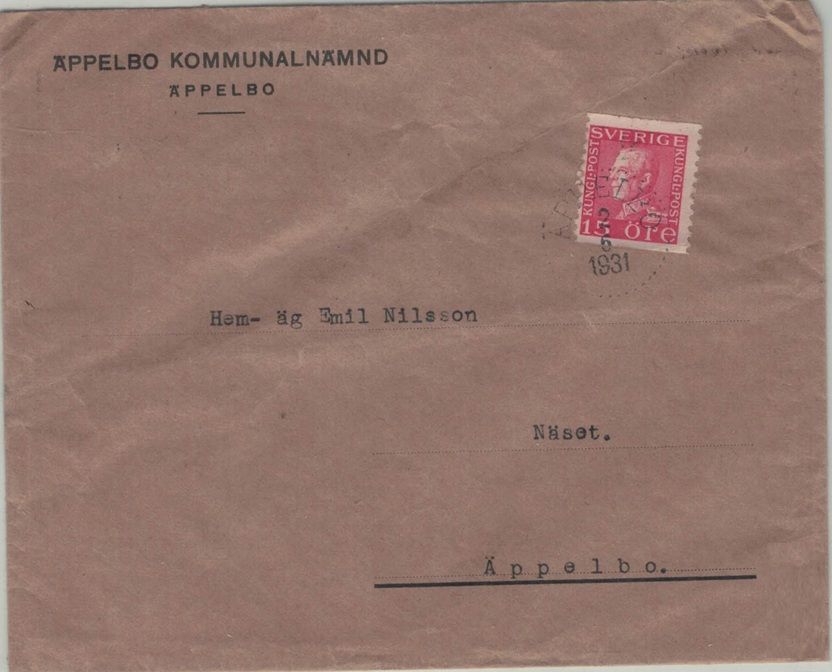 ÄPPELBO KOMMUNALNÄMND
ÄPPELBO
SVERIGE
KUNGL-POST
KUNGL-POST
15 öre
1931
Hem- äg Emil Nilsson
Näset.
Äppelbo.